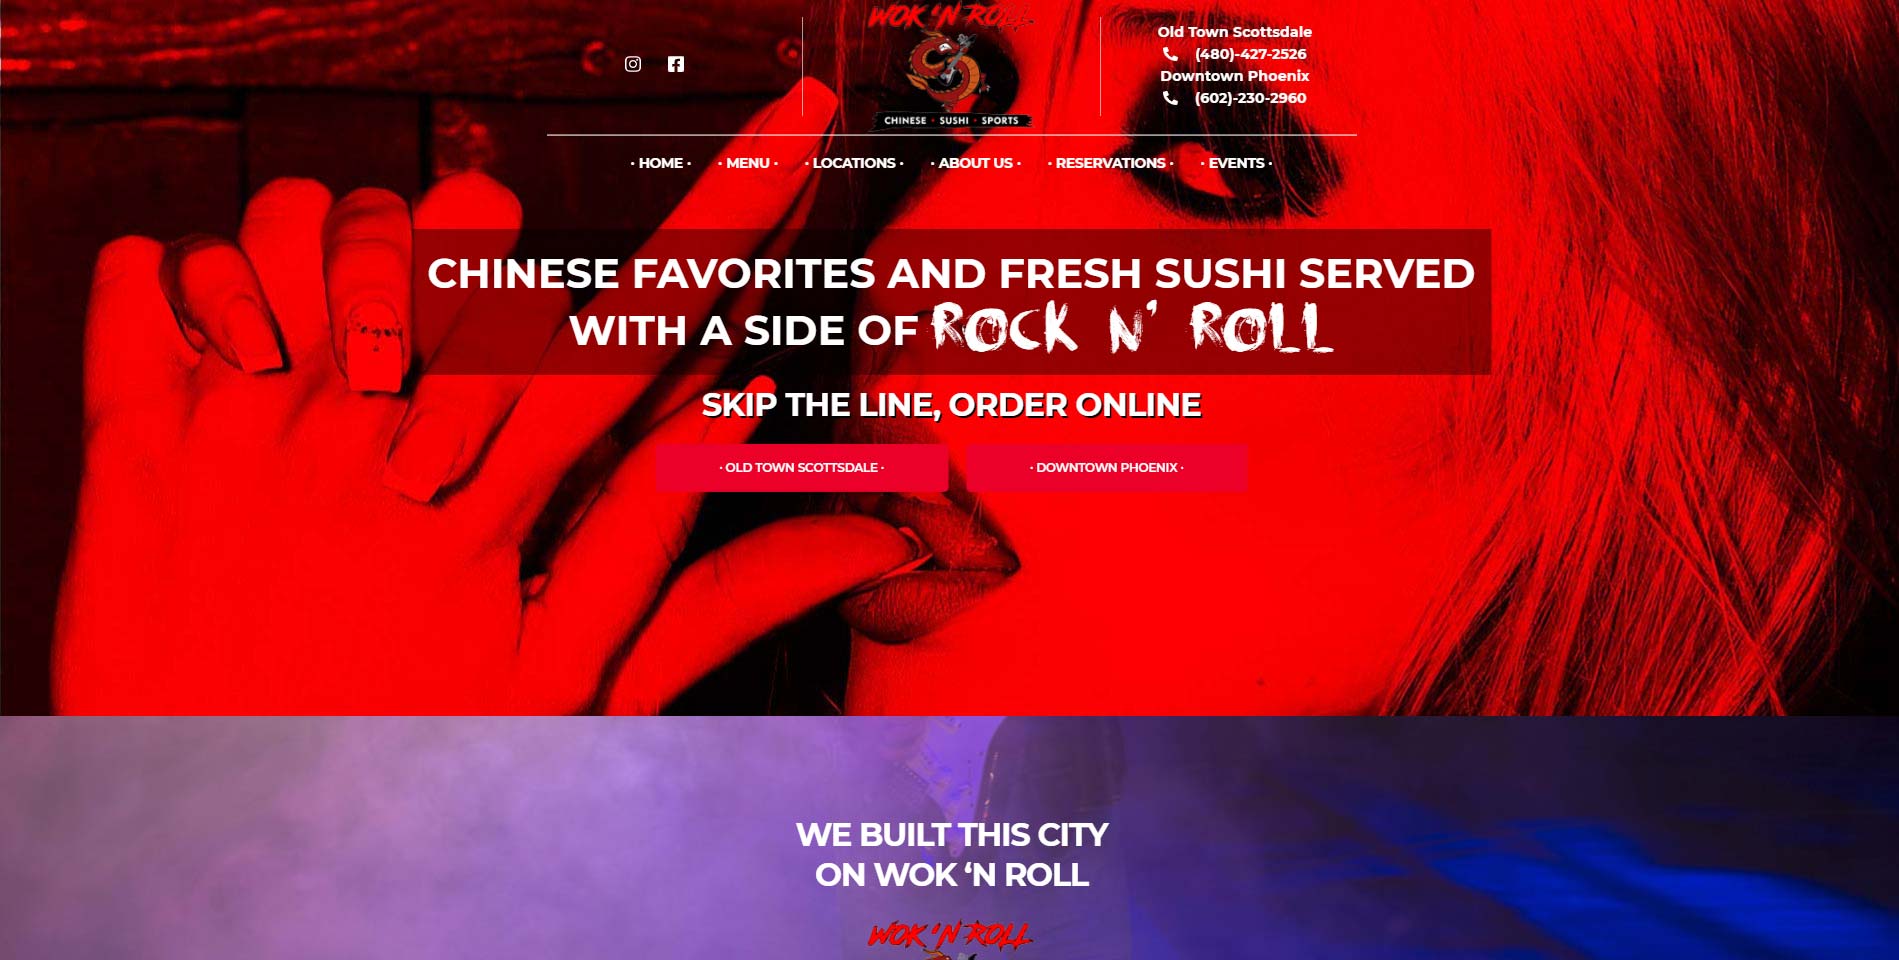 WOK ‘N ROLL
CHINESE • SUSHI • SPORTS
Old Town Scottsdale
(480)-427-2526
Downtown Phoenix
(602)-230-2960
· HOME ·
· MENU ·
· LOCATIONS ·
· ABOUT US ·
· RESERVATIONS ·
· EVENTS ·
CHINESE FAVORITES AND FRESH SUSHI SERVED
WITH A SIDE OF ROCK N’ ROLL
SKIP THE LINE, ORDER ONLINE
· OLD TOWN SCOTTSDALE ·
· DOWNTOWN PHOENIX ·
WE BUILT THIS CITY
ON WOK ‘N ROLL
WOK ‘N ROLL